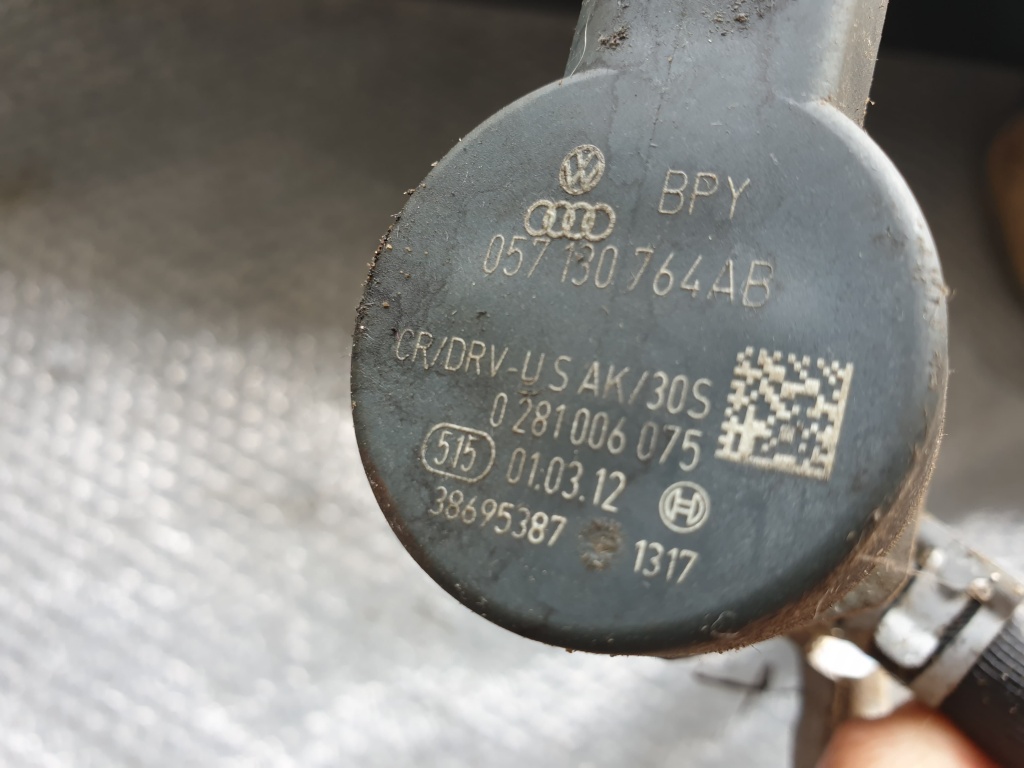 BPY
057 130 764 AB
CR/DRV-U S AK/30S
0 281 006 075
515 01.03.12
38695387 1317